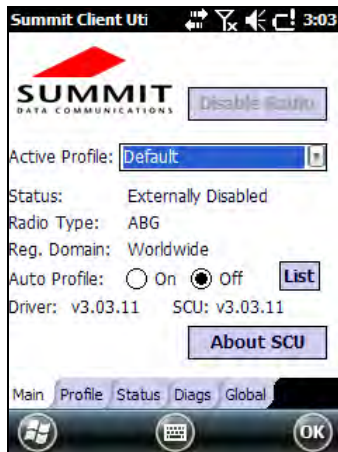 Summit Client Uti 3:03
SUMMIT
DATA COMMUNICATIONS
Disable Radio
Active Profile: Default
Status: Externally Disabled
Radio Type: ABG
Reg. Domain: Worldwide
Auto Profile: On Off List
Driver: v3.03.11 SCU: v3.03.11
About SCU
Main Profile Status Diags Global
OK